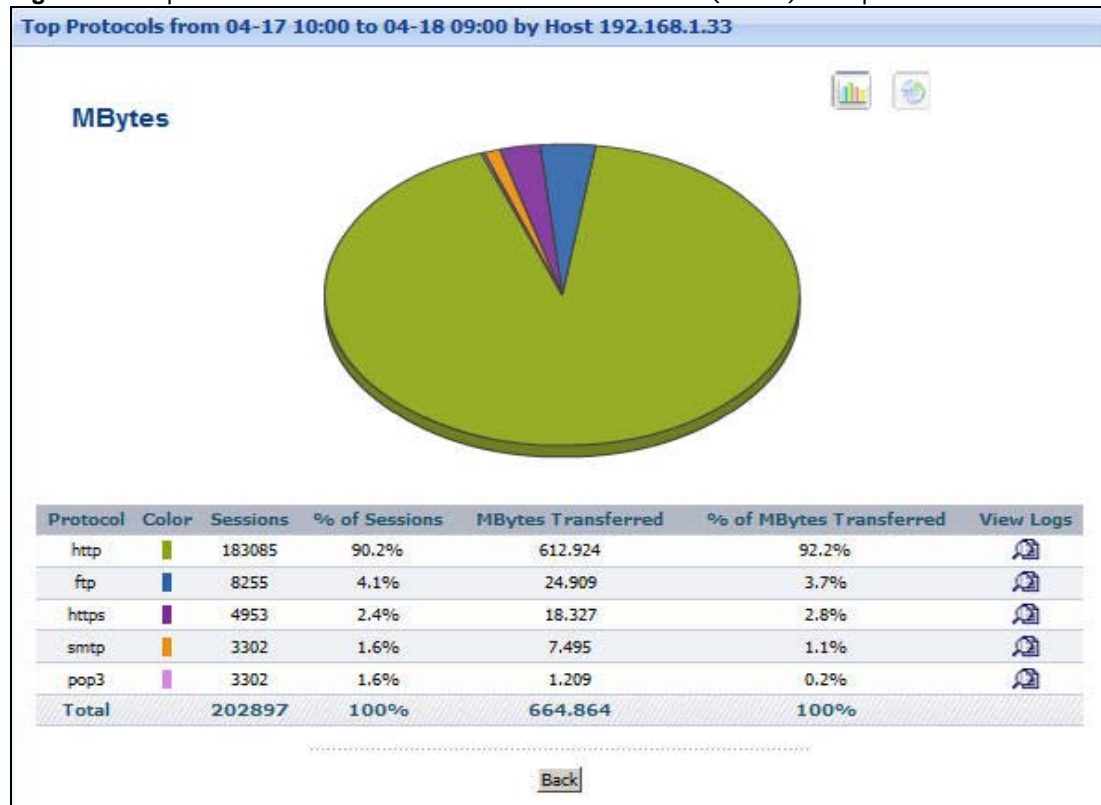 Top Protocols from 04-17 10:00 to 04-18 09:00 by Host 192.168.1.33
MBytes
Protocol Color Sessions % of Sessions MBytes Transferred % of MBytes Transferred View Logs
http 183085 90.2% 612.924 92.2%
ftp 8255 4.1% 24.909 3.7%
https 4953 2.4% 18.327 2.8%
smtp 3302 1.6% 7.495 1.1%
pop3 3302 1.6% 1.209 0.2%
Total 202897 100% 664.864 100%
Back